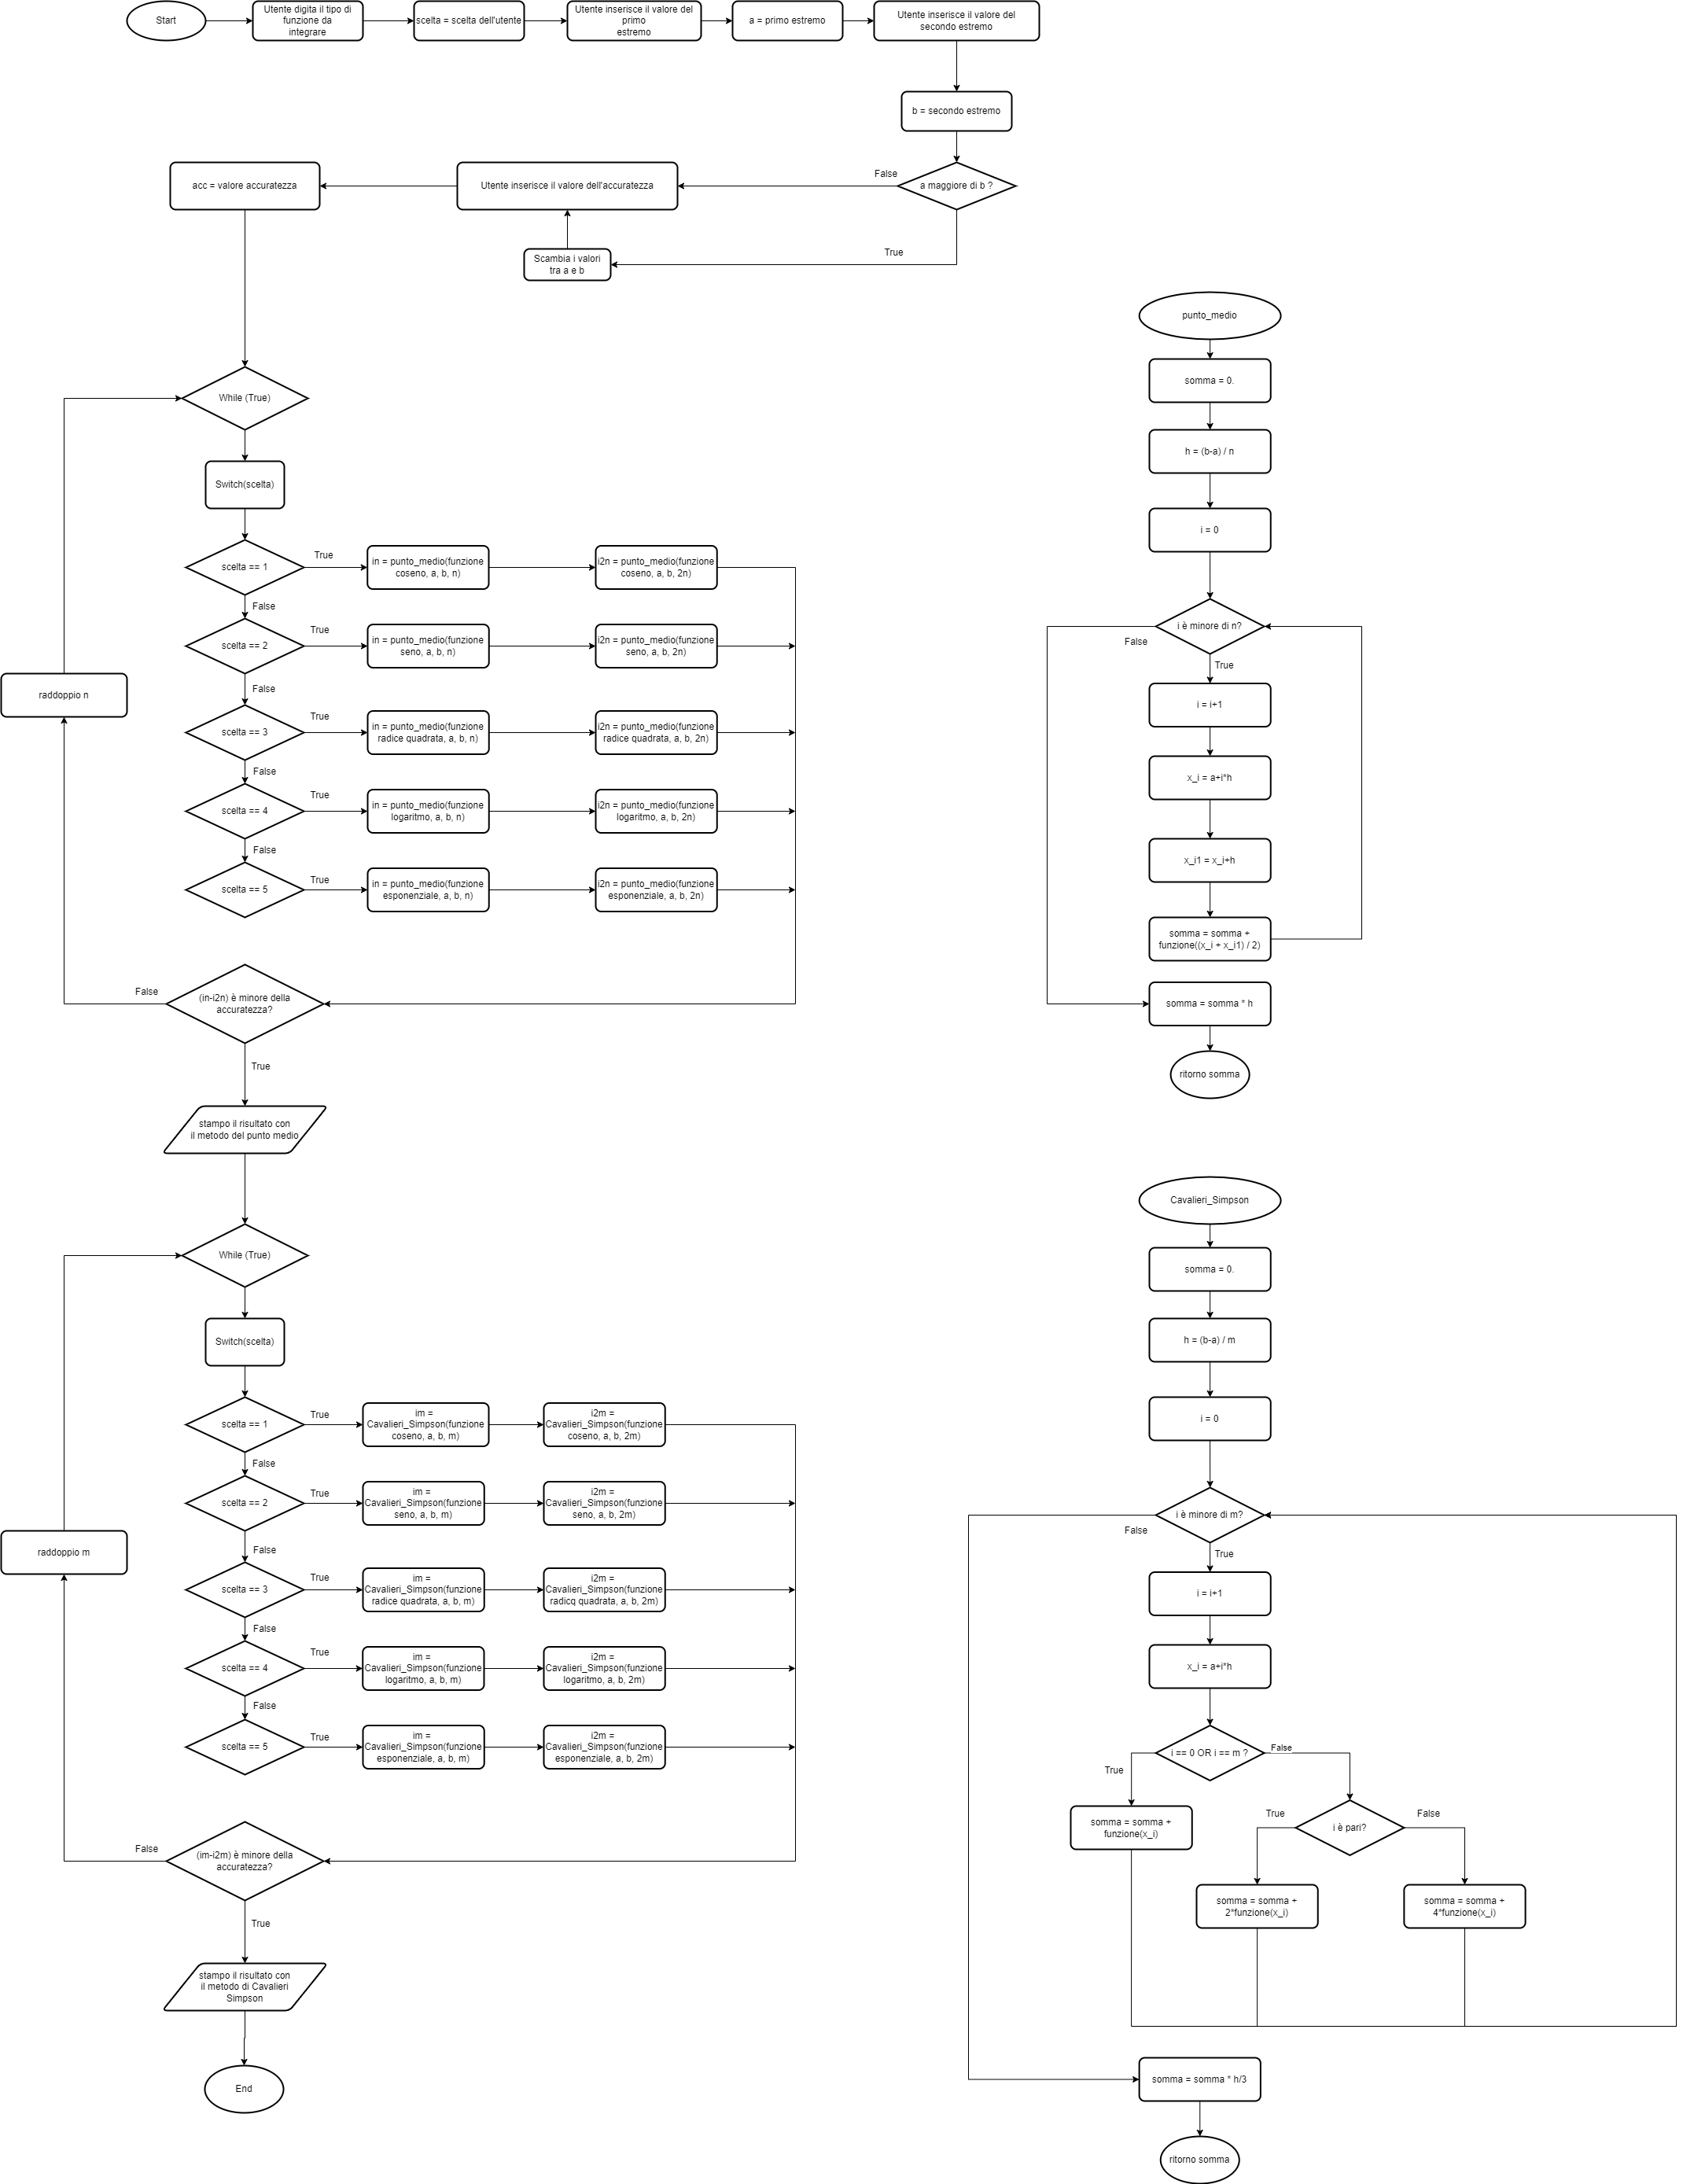 Start
Utente digita il tipo di
funzione da
integrare
scelta = scelta dell'utente
Utente inserisce il valore del
primo
estremo
a = primo estremo
Utente inserisce il valore del
secondo estremo
b = secondo estremo
a maggiore di b ?
False
True
Utente inserisce il valore dell'accuratezza
Scambia i valori
tra a e b
acc = valore accuratezza
While (True)
Switch(scelta)
scelta == 1
True
in = punto_medio(funzione
coseno, a, b, n)
i2n = punto_medio(funzione
coseno, a, b, 2n)
False
scelta == 2
True
in = punto_medio(funzione
seno, a, b, n)
i2n = punto_medio(funzione
seno, a, b, 2n)
False
scelta == 3
True
in = punto_medio(funzione
radice quadrata, a, b, n)
i2n = punto_medio(funzione
radice quadrata, a, b, 2n)
False
scelta == 4
True
in = punto_medio(funzione
logaritmo, a, b, n)
i2n = punto_medio(funzione
logaritmo, a, b, 2n)
False
scelta == 5
True
in = punto_medio(funzione
esponenziale, a, b, n)
i2n = punto_medio(funzione
esponenziale, a, b, 2n)
raddoppio n
False
(in-i2n) è minore della
accuratezza?
True
stampo il risultato con
il metodo del punto medio
While (True)
Switch(scelta)
scelta == 1
True
im =
Cavalieri_Simpson(funzione
coseno, a, b, m)
i2m =
Cavalieri_Simpson(funzione
coseno, a, b, 2m)
False
scelta == 2
True
im =
Cavalieri_Simpson(funzione
seno, a, b, m)
i2m =
Cavalieri_Simpson(funzione
seno, a, b, 2m)
False
scelta == 3
True
im =
Cavalieri_Simpson(funzione
radice quadrata, a, b, m)
i2m =
Cavalieri_Simpson(funzione
radicq quadrata, a, b, 2m)
False
scelta == 4
True
im =
Cavalieri_Simpson(funzione
logaritmo, a, b, m)
i2m =
Cavalieri_Simpson(funzione
logaritmo, a, b, 2m)
False
scelta == 5
True
im =
Cavalieri_Simpson(funzione
esponenziale, a, b, m)
i2m =
Cavalieri_Simpson(funzione
esponenziale, a, b, 2m)
raddoppio m
False
(im-i2m) è minore della
accuratezza?
True
stampo il risultato con
il metodo di Cavalieri
Simpson
End
punto_medio
somma = 0.
h = (b-a) / n
i = 0
i è minore di n?
False
True
i = i+1
x_i = a+i*h
x_i1 = x_i+h
somma = somma +
funzione((x_i + x_i1) / 2)
somma = somma * h
ritorno somma
Cavalieri_Simpson
somma = 0.
h = (b-a) / m
i = 0
i è minore di m?
False
True
i = i+1
x_i = a+i*h
i == 0 OR i == m ?
False
True
somma = somma +
funzione(x_i)
i è pari?
True
False
somma = somma +
2*funzione(x_i)
somma = somma +
4*funzione(x_i)
somma = somma * h/3
ritorno somma